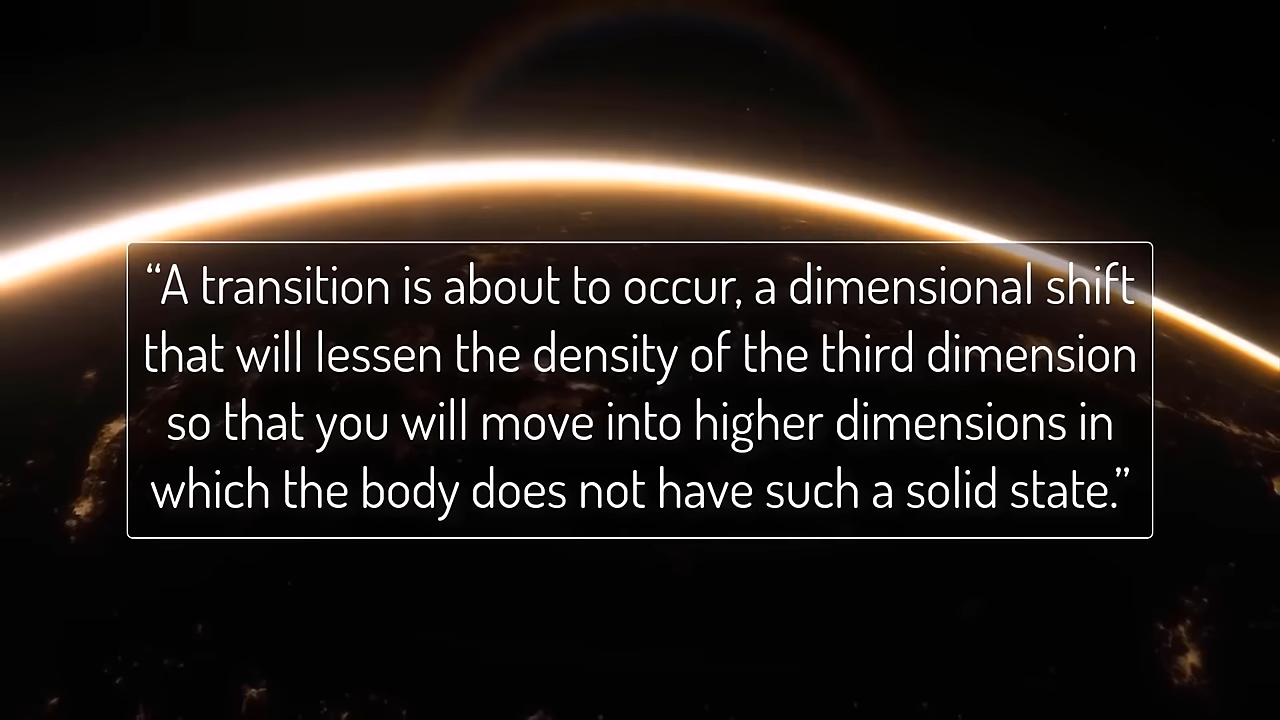 “A transition is about to occur, a dimensional shift
that will lessen the density of the third dimension
so that you will move into higher dimensions in
which the body does not have such a solid state.”